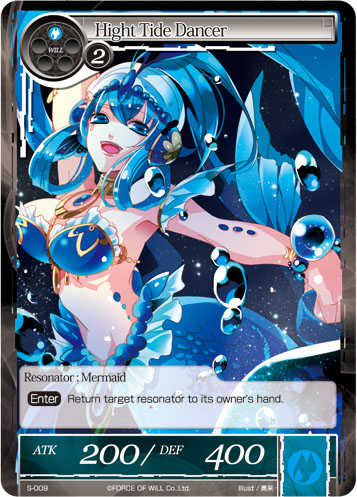 Hight Tide Dancer
WILL
2
Resonator : Mermaid
Enter Return target resonator to its owner's hand.
ATK 200 / DEF 400
S-009 ©FORCE OF WILL Co.,Ltd. Illust / 美来